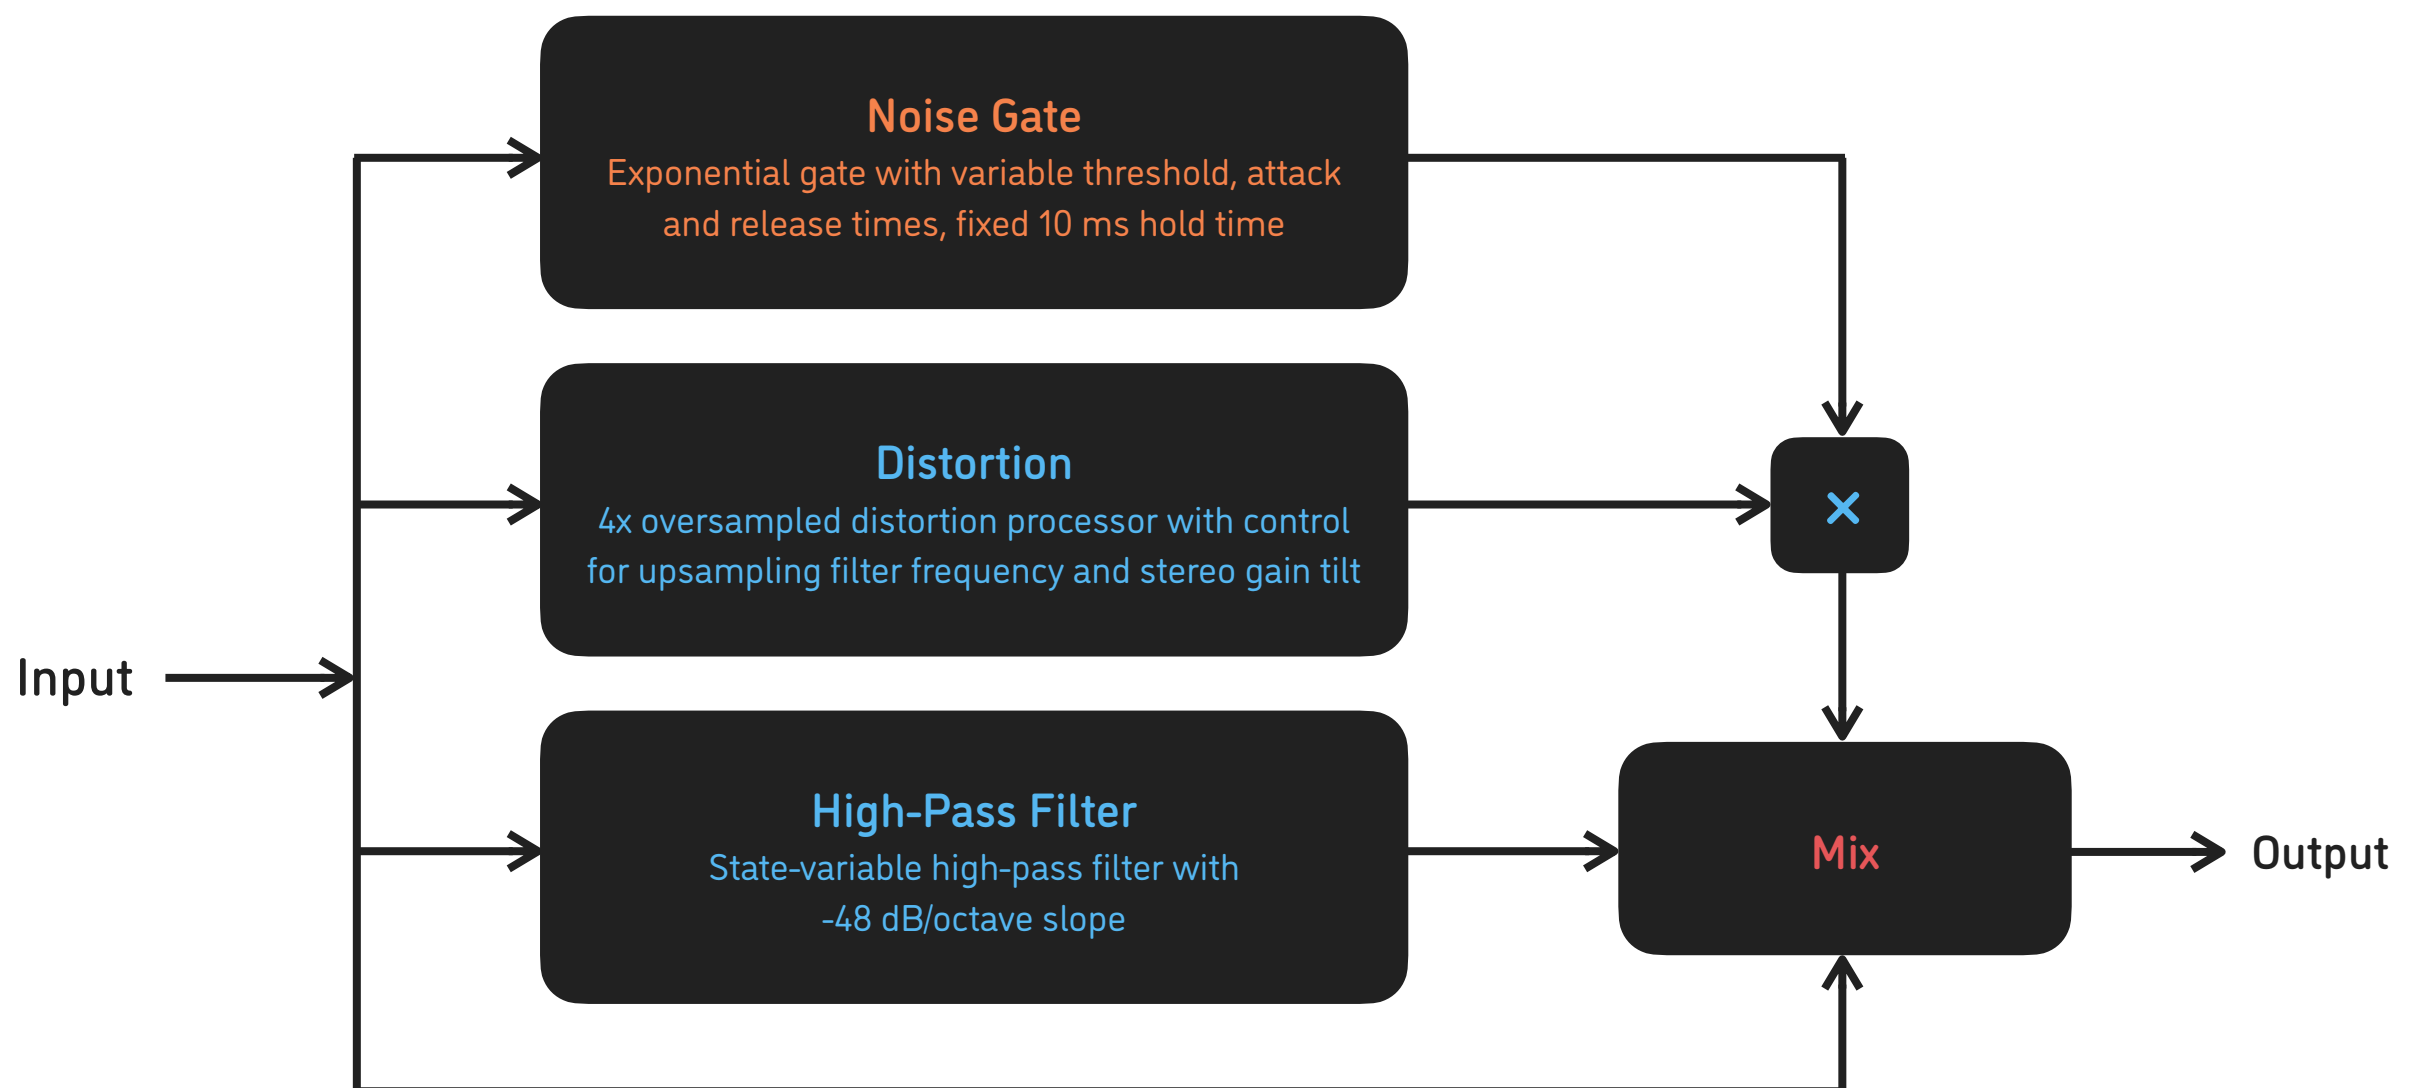 Noise Gate
Exponential gate with variable threshold, attack
and release times, fixed 10 ms hold time
Distortion
4x oversampled distortion processor with control
for upsampling filter frequency and stereo gain tilt
×
Input
High-Pass Filter
State-variable high-pass filter with
-48 dB/octave slope
Mix
Output